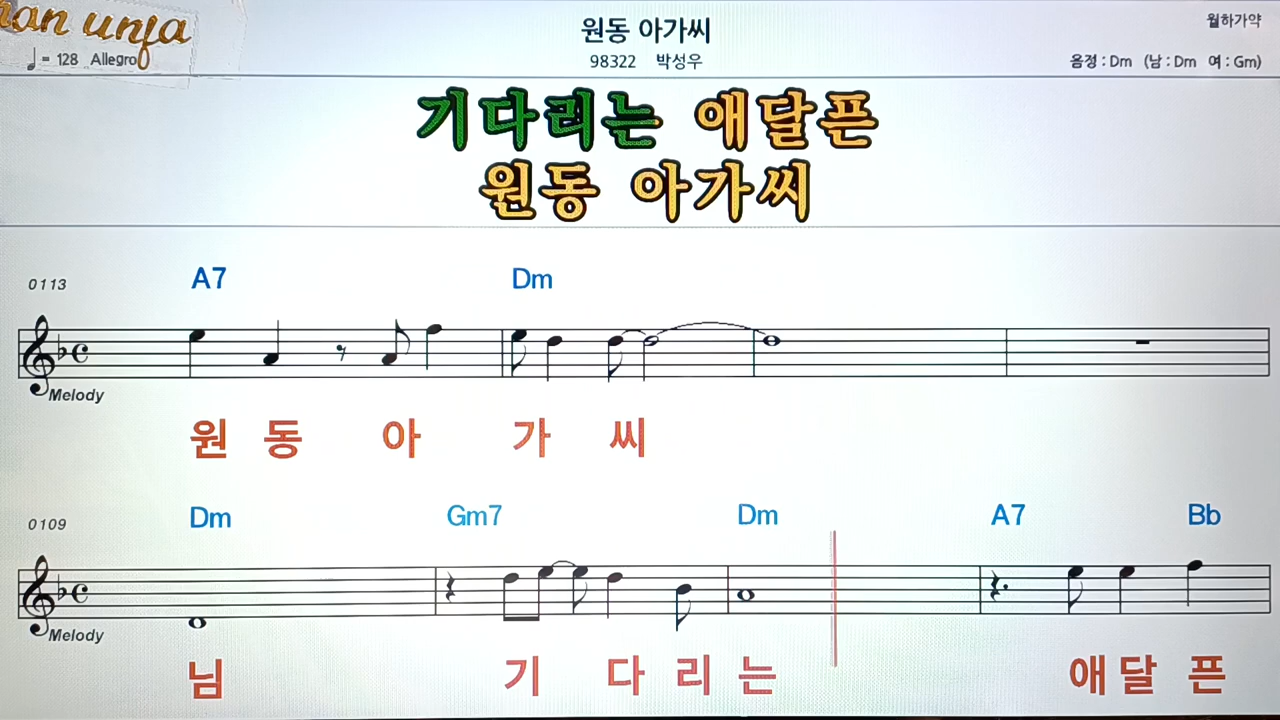 han unja
원동 아가씨
월하가약
♩ = 128 Allegro
98322 박성우
음정 : Dm (남 : Dm 여 : Gm)
기다리는 애달픈
원동 아가씨
0113 A7 Dm
Melody
원 동 아 가 씨
0109 Dm Gm7 Dm A7 Bb
Melody
님 기 다 리 는 애 달 픈